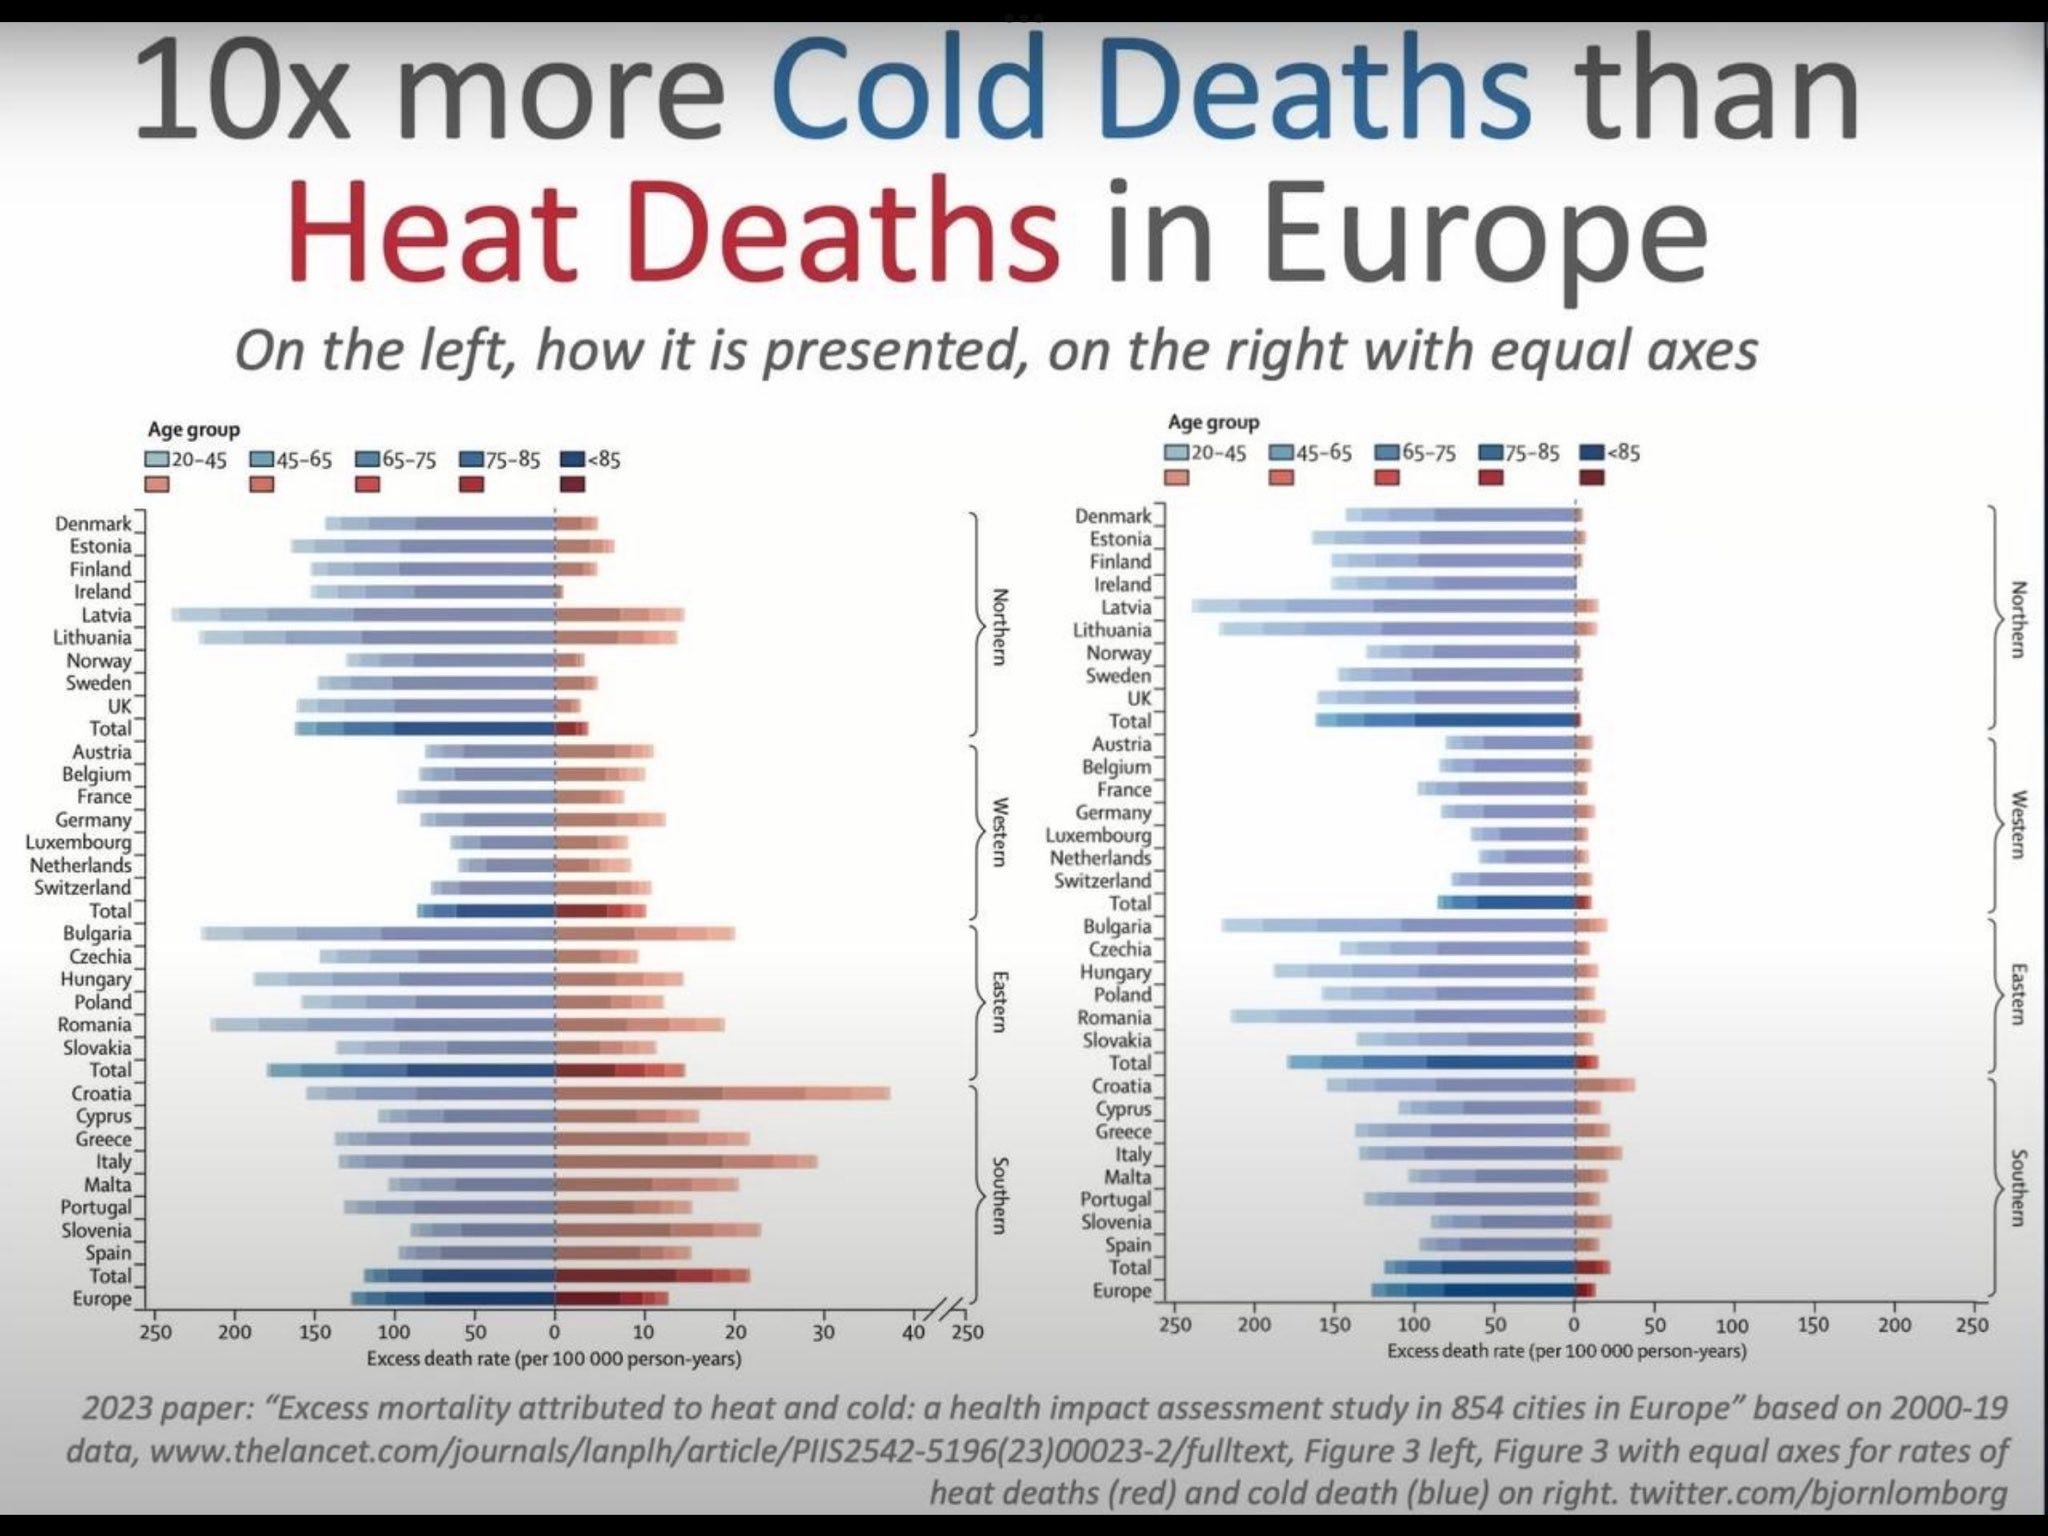 10x more Cold Deaths than
Heat Deaths in Europe
On the left, how it is presented, on the right with equal axes
Age group
20–45 45–65 65–75 75–85 <85
Denmark
Estonia
Finland
Ireland
Latvia
Lithuania
Norway
Sweden
UK
Total
Northern
Austria
Belgium
France
Germany
Luxembourg
Netherlands
Switzerland
Total
Western
Bulgaria
Czechia
Hungary
Poland
Romania
Slovakia
Total
Eastern
Croatia
Cyprus
Greece
Italy
Malta
Portugal
Slovenia
Spain
Total
Europe
Southern
250 200 150 100 50 0 10 20 30 40 250
Excess death rate (per 100 000 person-years)
Age group
20–45 45–65 65–75 75–85 <85
Denmark
Estonia
Finland
Ireland
Latvia
Lithuania
Norway
Sweden
UK
Total
Northern
Austria
Belgium
France
Germany
Luxembourg
Netherlands
Switzerland
Total
Western
Bulgaria
Czechia
Hungary
Poland
Romania
Slovakia
Total
Eastern
Croatia
Cyprus
Greece
Italy
Malta
Portugal
Slovenia
Spain
Total
Europe
Southern
250 200 150 100 50 0 50 100 150 200 250
Excess death rate (per 100 000 person-years)
2023 paper: “Excess mortality attributed to heat and cold: a health impact assessment study in 854 cities in Europe” based on 2000-19
data, www.thelancet.com/journals/lanplh/article/PIIS2542-5196(23)00023-2/fulltext, Figure 3 left, Figure 3 with equal axes for rates of
heat deaths (red) and cold death (blue) on right. twitter.com/bjornlomborg